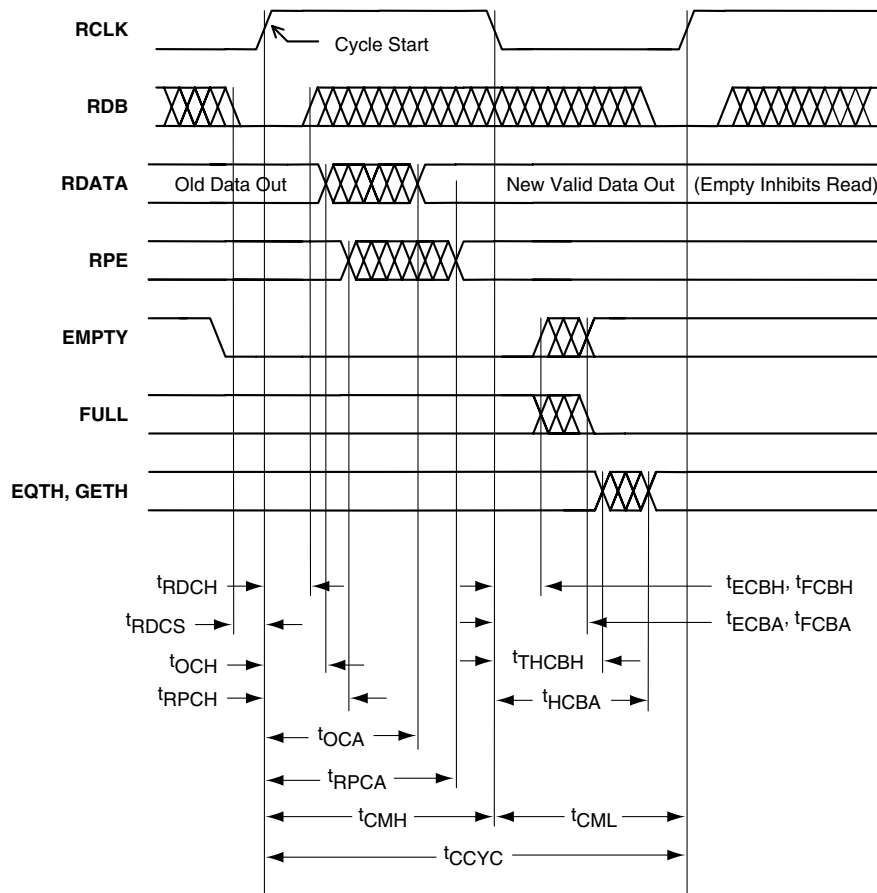 RCLK
Cycle Start
RDB
RDATA
Old Data Out
New Valid Data Out
(Empty Inhibits Read)
RPE
EMPTY
FULL
EQTH, GETH
tRDCH
tECBH, tFCBH
tRDCS
tECBA, tFCBA
tOCH
tTHCBH
tRPCH
tHCBA
tOCA
tRPCA
tCMH
tCML
tCCYC